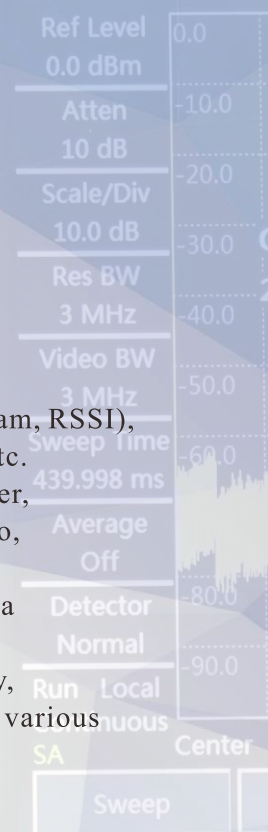 Ref Level
0.0 dBm
Atten
10 dB
Scale/Div
10.0 dB
Res BW
3 MHz
Video BW
3 MHz
Sweep Time
439.998 ms
Average
Off
Detector
Normal
Run Local
Continuous
SA
Sweep
0.0
-10.0
-20.0
-30.0
-40.0
-50.0
-60.0
-80.0
-90.0
Center
am, RSSI),
tc.
er,
o,
a
y,
various